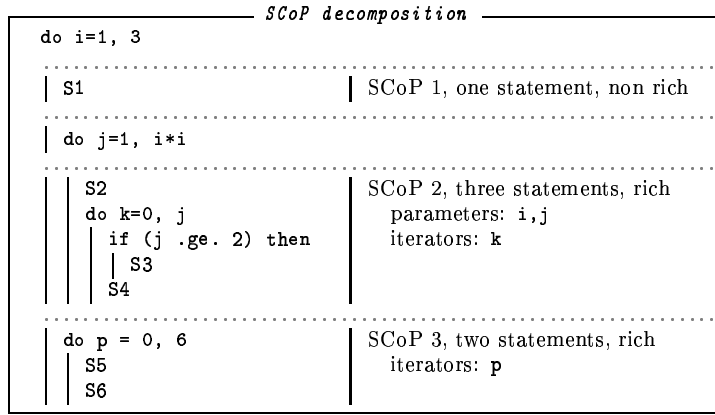 SCoP decomposition
do i=1, 3
S1 SCoP 1, one statement, non rich
do j=1, i*i
S2 SCoP 2, three statements, rich
do k=0, j parameters: i,j
if (j .ge. 2) then iterators: k
S3
S4
do p = 0, 6 SCoP 3, two statements, rich
S5 iterators: p
S6